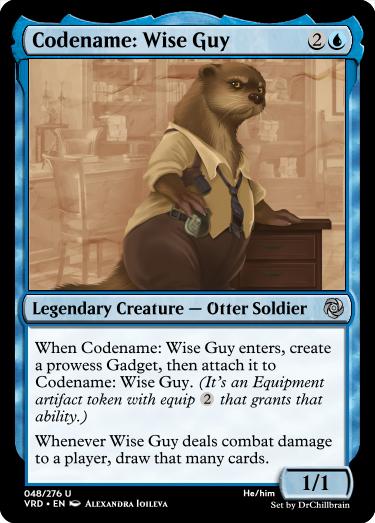 Codename: Wise Guy 2
Legendary Creature — Otter Soldier
When Codename: Wise Guy enters, create
a prowess Gadget, then attach it to
Codename: Wise Guy. (It's an Equipment
artifact token with equip 2 that grants that
ability.)
Whenever Wise Guy deals combat damage
to a player, draw that many cards.
1/1
048/276 U He/him
VRD • EN Alexandra Ioileva Set by DrChillbrain